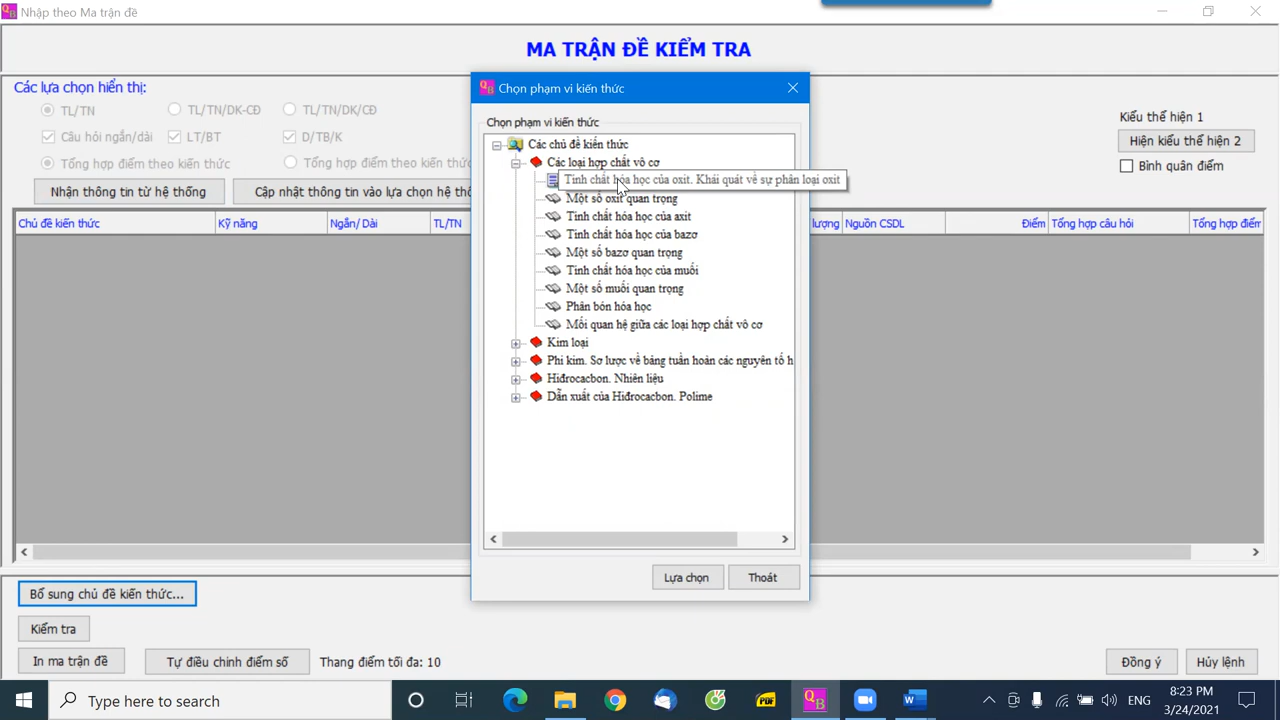 Nhập theo Ma trận đề
MA TRẬN ĐỀ KIỂM TRA
Các lựa chọn hiển thị:
TL/TN
TL/TN/DK-CĐ
TL/TN/DK/CĐ
Câu hỏi ngắn/dài
LT/BT
D/TB/K
Tổng hợp điểm theo kiến thức
Tổng hợp điểm theo kiến thức
Nhận thông tin từ hệ thống
Cập nhật thông tin vào lựa chọn hệ thố
Kiểu thể hiện 1
Hiện kiểu thể hiện 2
Bình quân điểm
Chủ đề kiến thức
Kỹ năng
Ngắn/ Dài
TL/TN
lượng
Nguồn CSDL
Điểm
Tổng hợp câu hỏi
Tổng hợp điểm
Chọn phạm vi kiến thức
Chọn phạm vi kiến thức
Các chủ đề kiến thức
Các loại hợp chất vô cơ
Tính chất hóa học của oxit. Khái quát về sự phân loại oxit
Một số oxit quan trọng
Tính chất hóa học của axit
Tính chất hóa học của bazơ
Một số bazơ quan trọng
Tính chất hóa học của muối
Một số muối quan trọng
Phân bón hóa học
Mối quan hệ giữa các loại hợp chất vô cơ
Kim loại
Phi kim. Sơ lược về bảng tuần hoàn các nguyên tố h
Hiđrocacbon. Nhiên liệu
Dẫn xuất của Hiđrocacbon. Polime
Lựa chọn
Thoát
Bổ sung chủ đề kiến thức...
Kiểm tra
In ma trận đề
Tự điều chỉnh điểm số
Thang điểm tối đa: 10
Đồng ý
Hủy lệnh
Type here to search
PDF
ENG
8:23 PM
3/24/2021